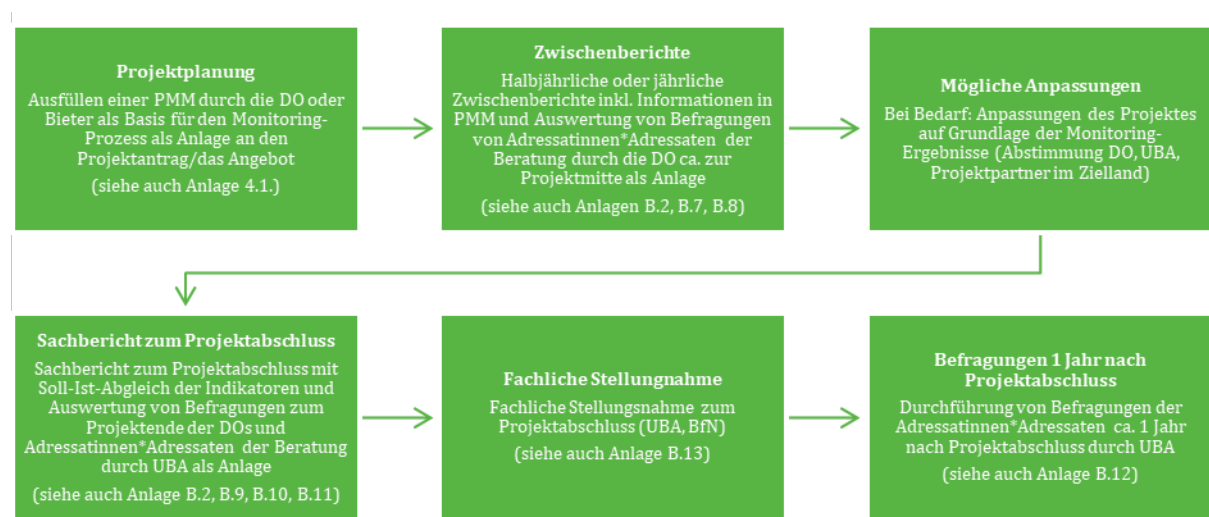 Projektplanung
Ausfüllen einer PMM durch die DO oder
Bieter als Basis für den Monitoring-
Prozess als Anlage an den
Projektantrag/das Angebot
(siehe auch Anlage 4.1.)
Zwischenberichte
Halbjährliche oder jährliche
Zwischenberichte inkl. Informationen in
PMM und Auswertung von Befragungen
von Adressatinnen*Adressaten der
Beratung durch die DO ca. zur
Projektmitte als Anlage
(siehe auch Anlagen B.2, B.7, B.8)
Mögliche Anpassungen
Bei Bedarf: Anpassungen des Projektes
auf Grundlage der Monitoring-
Ergebnisse (Abstimmung DO, UBA,
Projektpartner im Zielland)
Sachbericht zum Projektabschluss
Sachbericht zum Projektabschluss mit
Soll-Ist-Abgleich der Indikatoren und
Auswertung von Befragungen zum
Projektende der DOs und
Adressatinnen*Adressaten der Beratung
durch UBA als Anlage
(siehe auch Anlage B.2, B.9, B.10, B.11)
Fachliche Stellungnahme
Fachliche Stellungsnahme zum
Projektabschluss (UBA, BfN)
(siehe auch Anlage B.13)
Befragungen 1 Jahr nach
Projektabschluss
Durchführung von Befragungen der
Adressatinnen*Adressaten ca. 1 Jahr
nach Projektabschluss durch UBA
(siehe auch Anlage B.12)